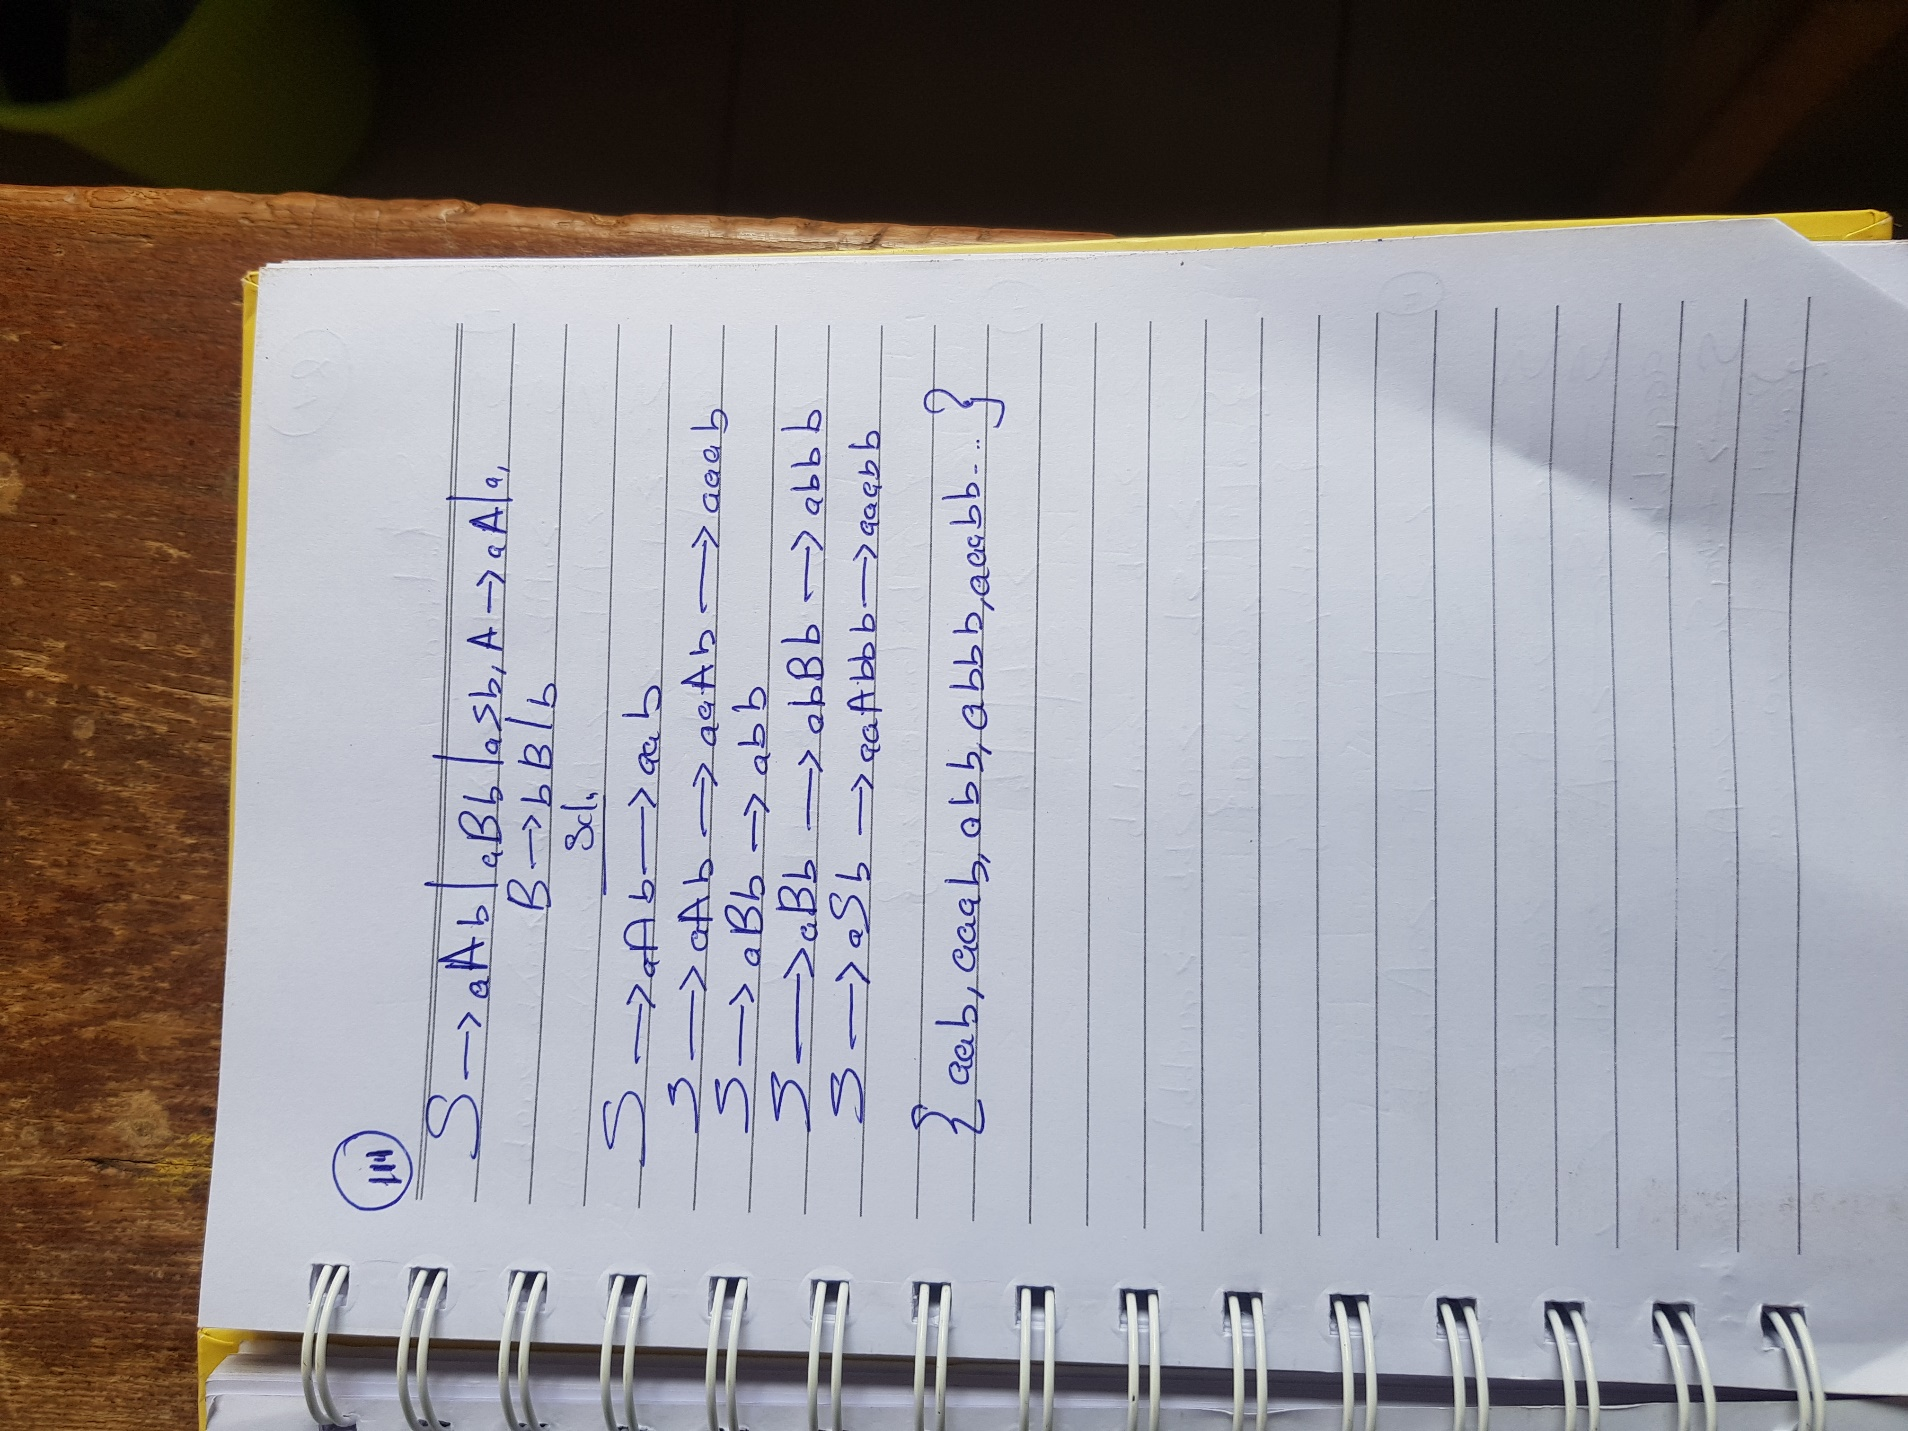 iii
S → aAb | aBb | aSb, A → aA | a,
B → bB | b
Sol,
S → aAb → aab
S → aAb → aaAb → aaab
S → aBb → abb
S → aBb → abBb → abbb
S → aSb → aaAbb → aaabb
{ aab, aaab, abb, abbb, aaabb... }